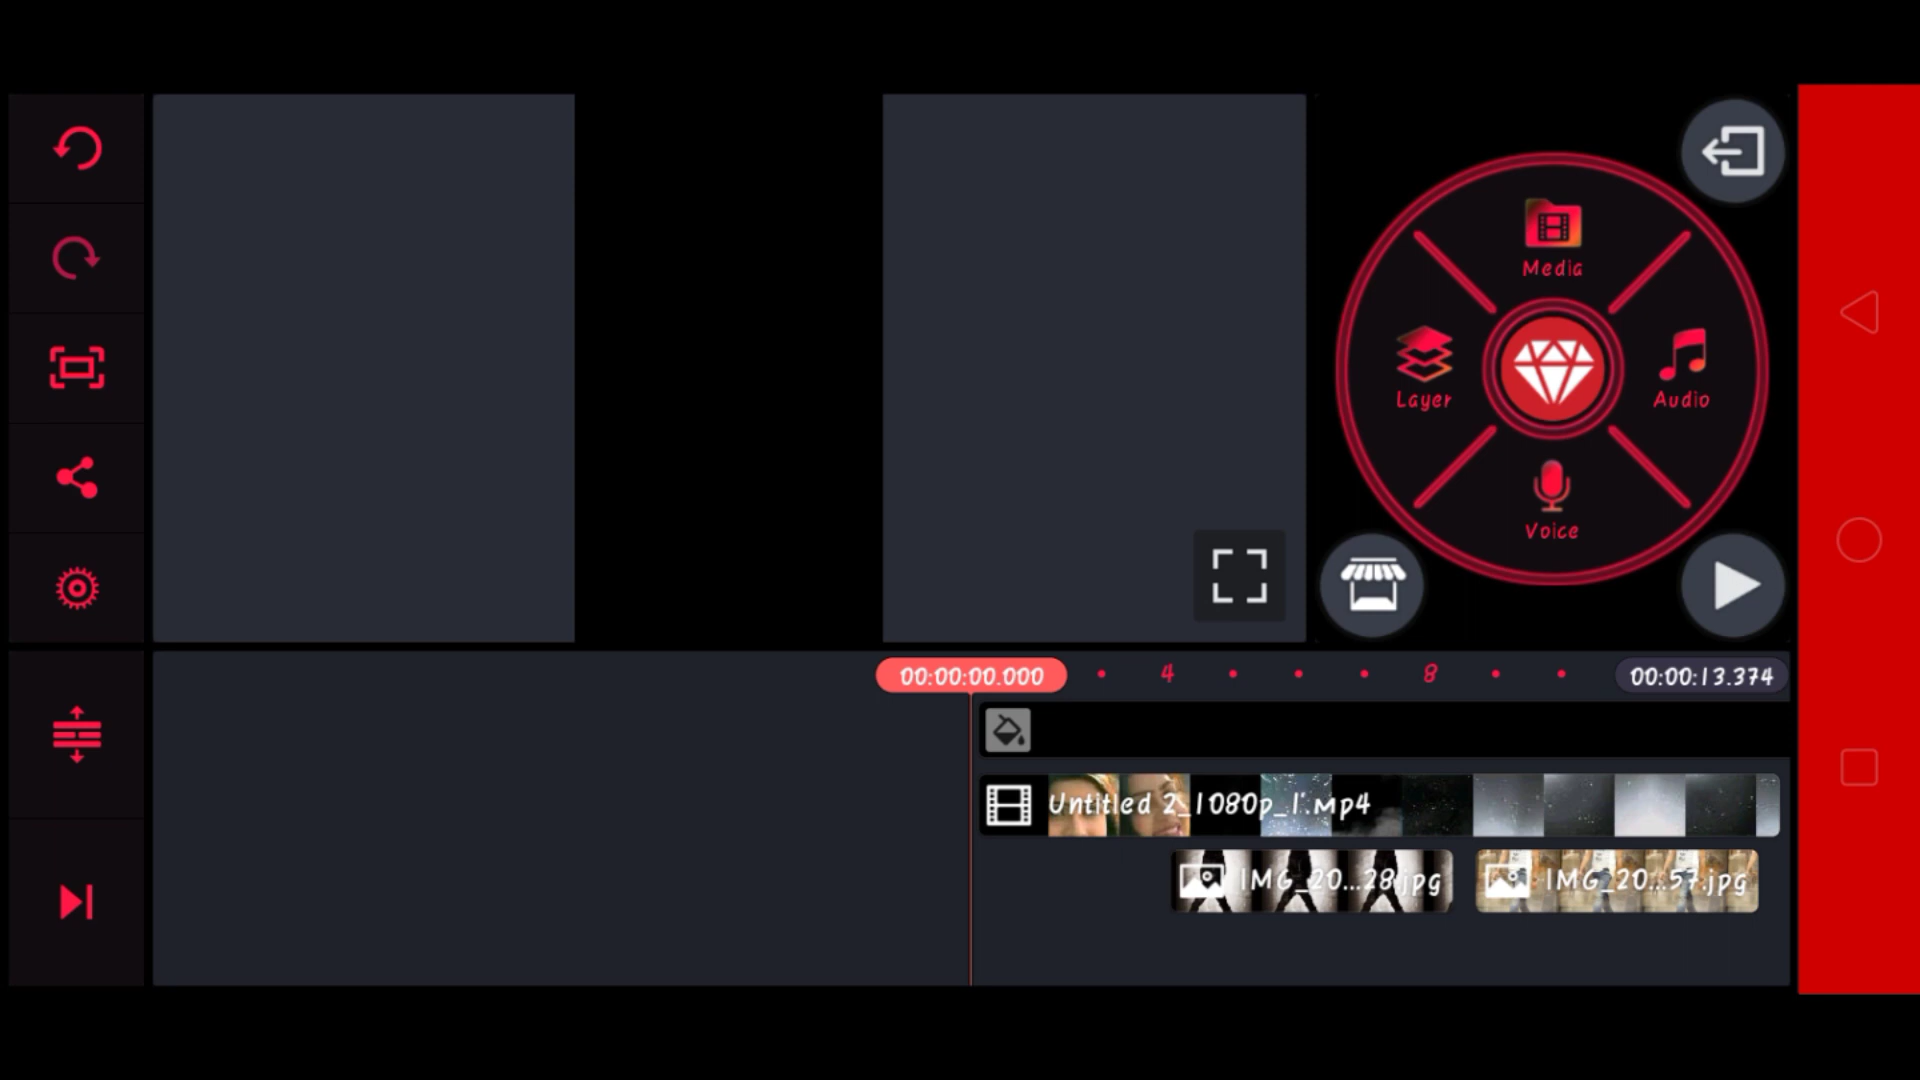 Media
Layer
Audio
Voice
00:00:00.000
4
8
00:00:13.374
Untitled 2_1080p_1.mp4
IMG_20...28.jpg
IMG_20...57.jpg